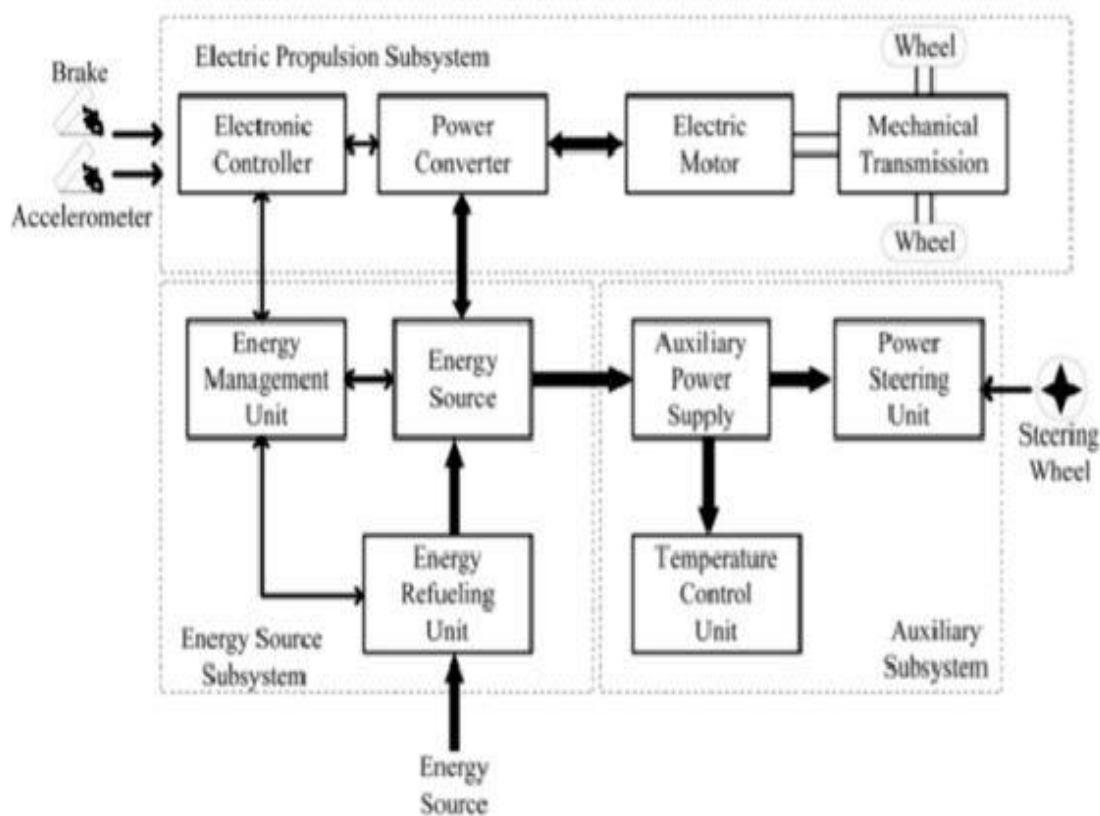 Electric Propulsion Subsystem
Wheel
Brake
Electronic
Controller
Power
Converter
Electric
Motor
Mechanical
Transmission
Accelerometer
Wheel
Energy
Management
Unit
Energy
Source
Auxiliary
Power
Supply
Power
Steering
Unit
Steering
Wheel
Energy
Refueling
Unit
Temperature
Control
Unit
Energy Source
Subsystem
Auxiliary
Subsystem
Energy
Source